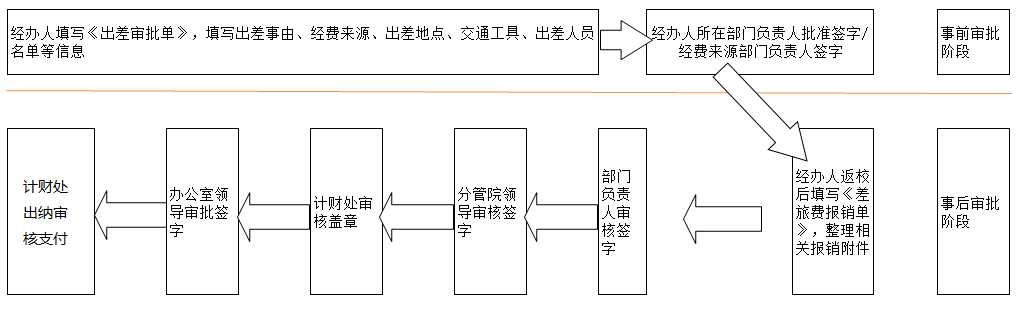 经办人填写《出差审批单》，填写出差事由、经费来源、出差地点、交通工具、出差人员
名单等信息
经办人所在部门负责人批准签字/
经费来源部门负责人签字
事前审批
阶段
计财处
出纳审
核支付
办公室领
导审批签
字
计财处审
核盖章
分管院领
导审核签
字
部门
负责
人审
核签
字
经办人返校
后填写《差
旅费报销单
》，整理相
关报销附件
事后审批
阶段